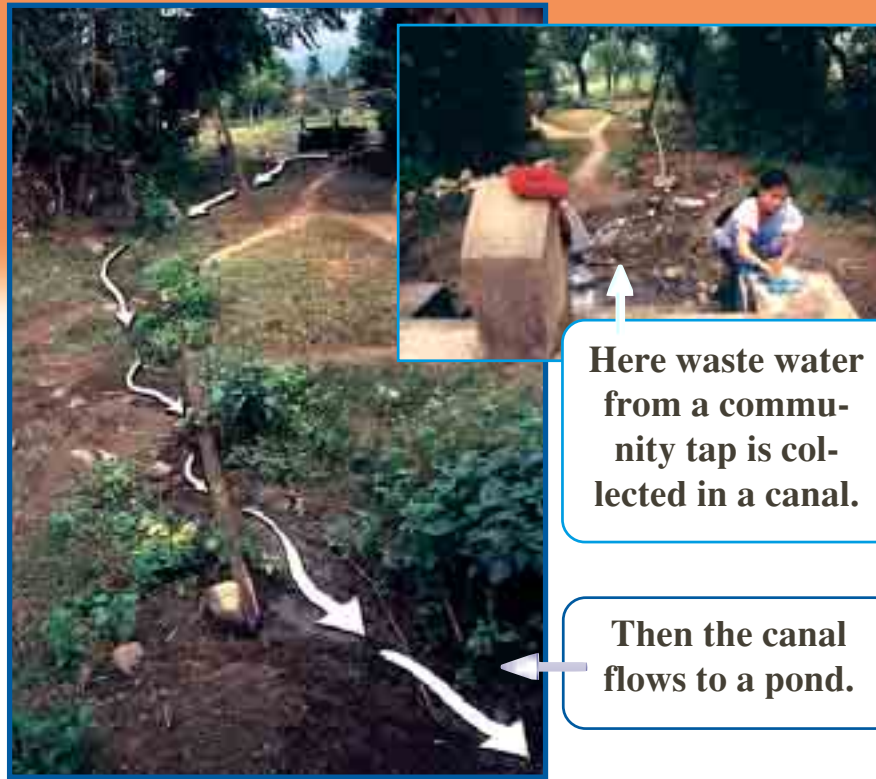 Here waste water
from a commu-
nity tap is col-
lected in a canal.
Then the canal
flows to a pond.